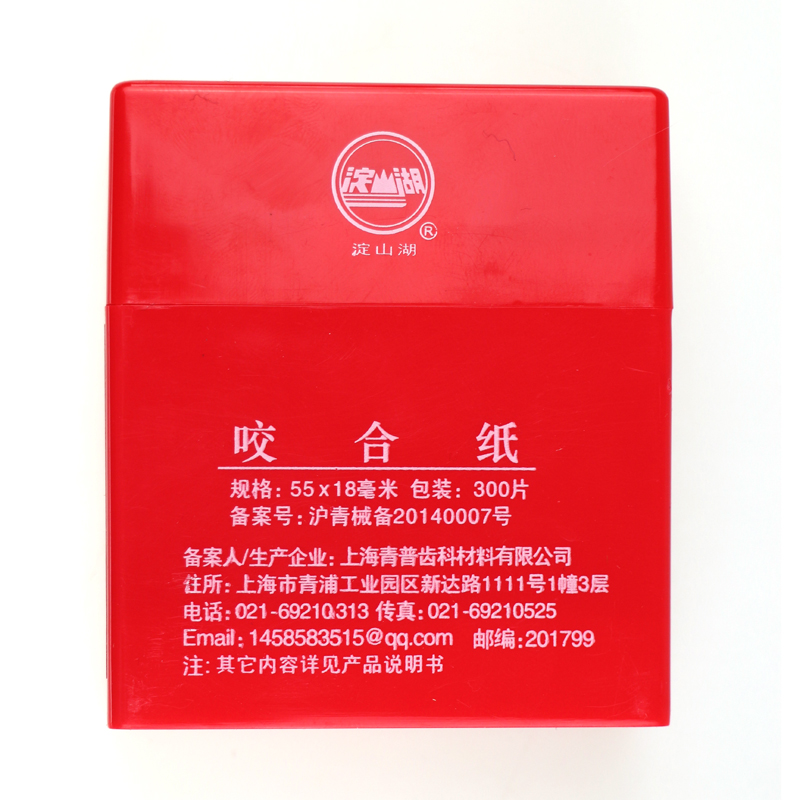 淀山湖
®
淀山湖
咬合纸
规格: 55x18毫米 包装: 300片
备案号: 沪青械备20140007号
备案人/生产企业: 上海青普齿科材料有限公司
住所: 上海市青浦工业园区新达路1111号1幢3层
电话: 021-69210313 传真: 021-69210525
Email: 1458583515@qq.com 邮编: 201799
注: 其它内容详见产品说明书